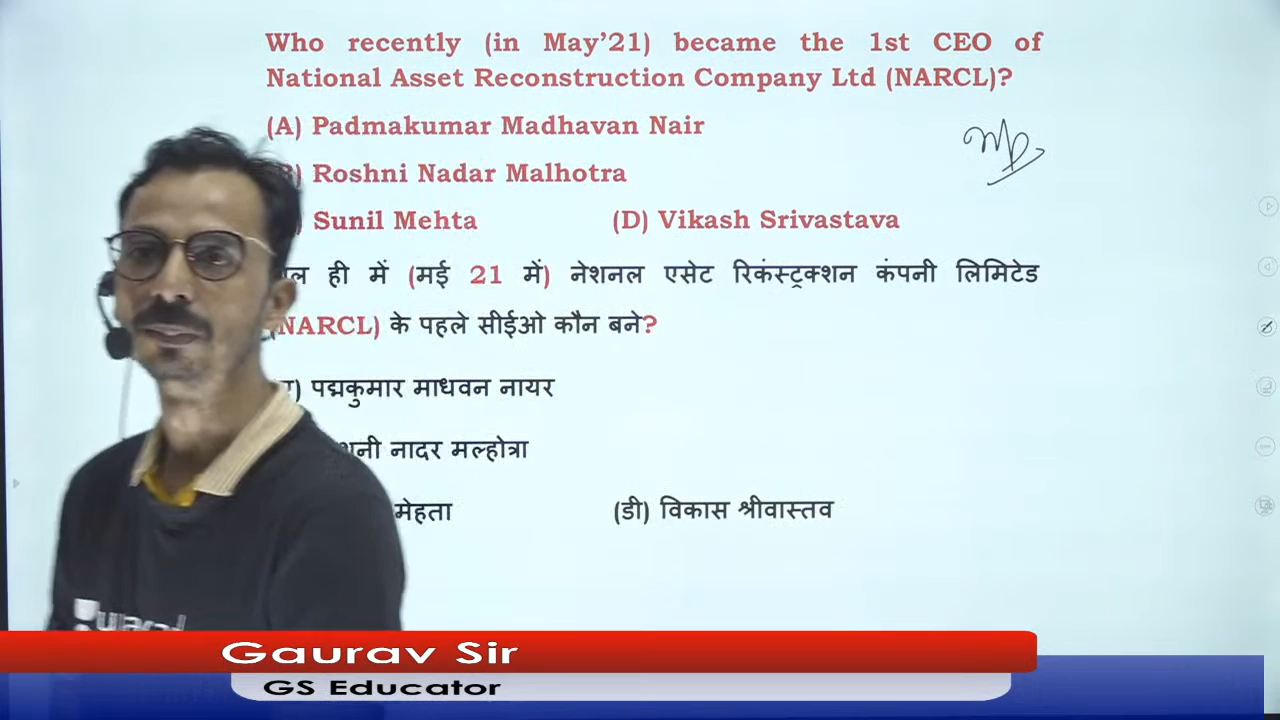 Who recently (in May’21) became the 1st CEO of
National Asset Reconstruction Company Ltd (NARCL)?
(A) Padmakumar Madhavan Nair
Roshni Nadar Malhotra
Sunil Mehta (D) Vikash Srivastava
ही में (मई 21 में) नेशनल एसेट रिकंस्ट्रक्शन कंपनी लिमिटेड
(NARCL) के पहले सीईओ कौन बने?
पद्मकुमार माधवन नायर
नादर मल्होत्रा
मेहता (डी) विकास श्रीवास्तव
Gaurav Sir
GS Educator